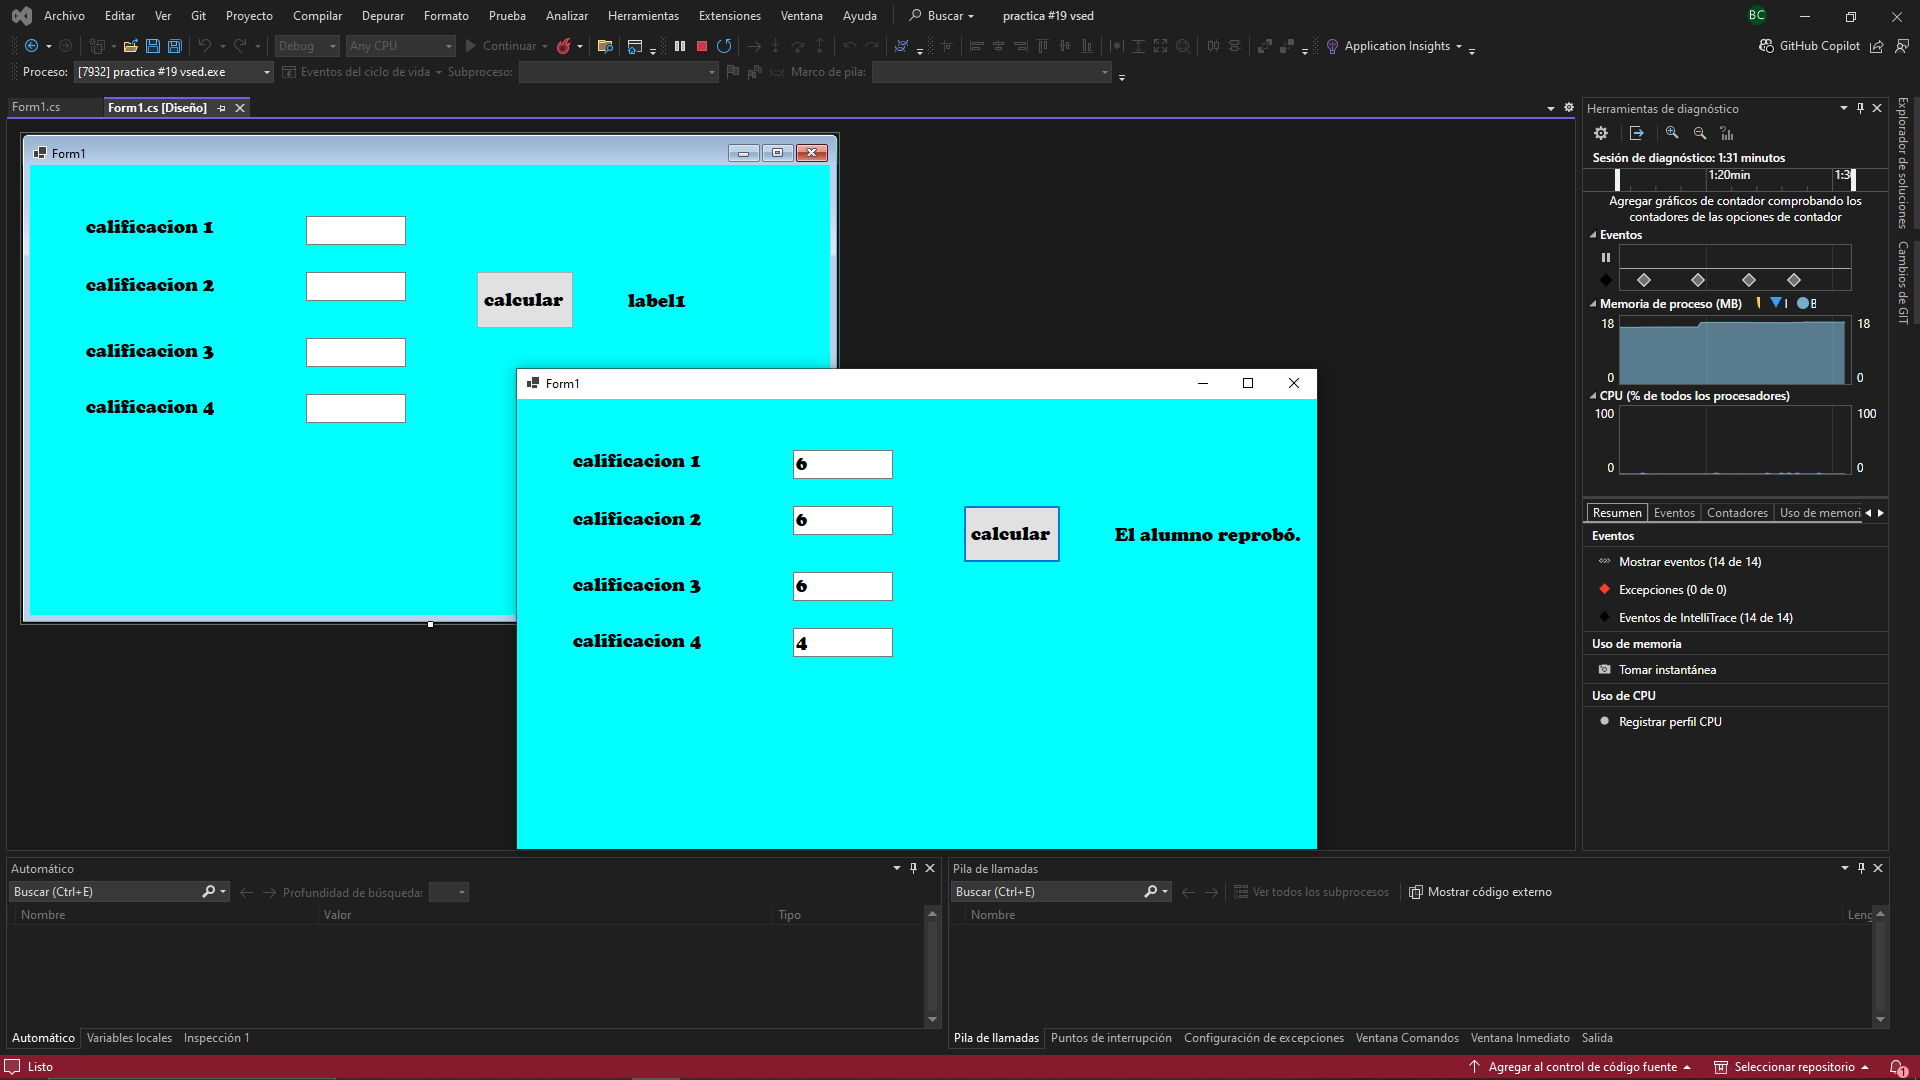 Archivo Editar Ver Git Proyecto Compilar Depurar Formato Prueba Analizar Herramientas Extensiones Ventana Ayuda Buscar practica #19 vsed BC
Debug Any CPU Continuar Application Insights GitHub Copilot
Proceso: [7932] practica #19 vsed.exe Eventos del ciclo de vida Subproceso: Marco de pila:
Form1.cs Form1.cs [Diseño]
Form1
calificacion 1
calificacion 2
calcular label1
calificacion 3
calificacion 4
Form1
calificacion 1 6
calificacion 2 6
calcular El alumno reprobó.
calificacion 3 6
calificacion 4 4
Herramientas de diagnóstico
Sesión de diagnóstico: 1:31 minutos
1:20min
Agregar gráficos de contador comprobando los
contadores de las opciones de contador
Eventos
Memoria de proceso (MB)
18 18
0 0
CPU (% de todos los procesadores)
100 100
0 0
Resumen Eventos Contadores Uso de memori
Eventos
Mostrar eventos (14 de 14)
Excepciones (0 de 0)
Eventos de IntelliTrace (14 de 14)
Uso de memoria
Tomar instantánea
Uso de CPU
Registrar perfil CPU
Explorador de soluciones
Cambios de GIT
Automático
Buscar (Ctrl+E) Profundidad de búsqueda:
Nombre Valor Tipo
Automático Variables locales Inspección 1
Pila de llamadas
Buscar (Ctrl+E) Ver todos los subprocesos Mostrar código externo
Nombre Leng
Pila de llamadas Puntos de interrupción Configuración de excepciones Ventana Comandos Ventana Inmediato Salida
Listo Agregar al control de código fuente Seleccionar repositorio 1